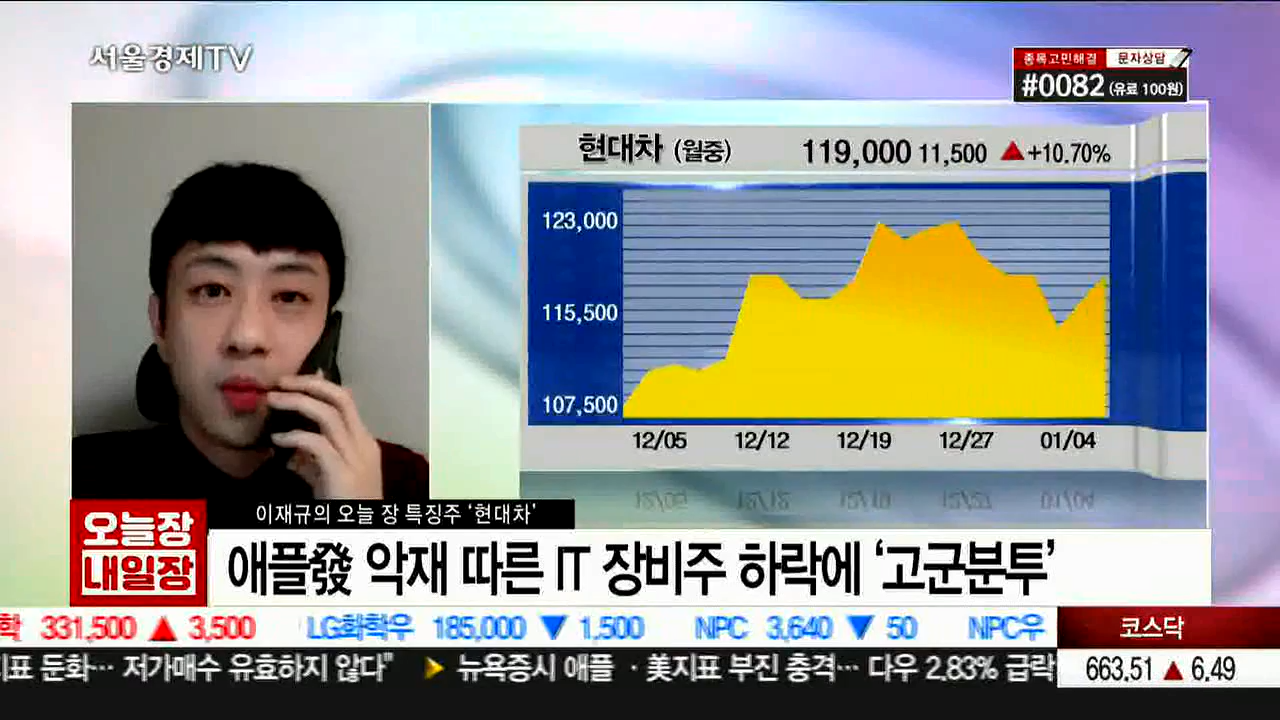 서울경제TV
종목고민해결 문자상담
#0082 (유료 100원)
현대차 (월중) 119,000 11,500 ▲+10.70%
123,000
115,500
107,500
12/05 12/12 12/19 12/27 01/04
이재규의 오늘 장 특징주 ‘현대차’
오늘장
내일장
애플發 악재 따른 IT 장비주 하락에 ‘고군분투’
학 331,500 ▲ 3,500 LG화학우 185,000 ▼ 1,500 NPC 3,640 ▼ 50 NPC우
코스닥
지표 둔화… 저가매수 유효하지 않다” ▶ 뉴욕증시 애플 · 美지표 부진 충격… 다우 2.83% 급락
663.51 ▲ 6.49